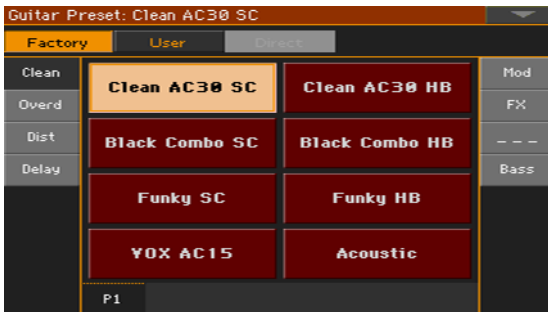 Guitar Preset: Clean AC30 SC
Factory User Direct
Clean Clean AC30 SC Clean AC30 HB Mod
Overd FX
Dist Black Combo SC Black Combo HB - - -
Delay Bass
Funky SC Funky HB
VOX AC15 Acoustic
P1